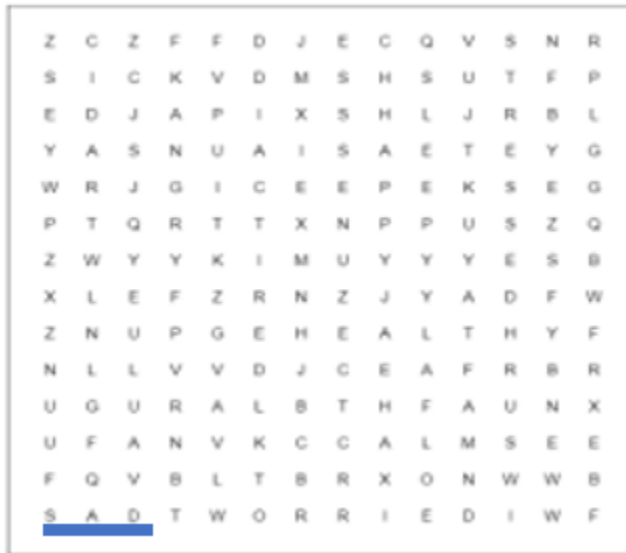 Z C Z F F D J E C Q V S N R
S I C K V D M S H S U T F P
E D J A P I X S H L J R B L
Y A S N U A I S A E T E Y G
W R J G I C E E P E K S E G
P T Q R T T X N P P U S Z Q
Z W Y Y K I M U Y Y Y E S B
X L E F Z R N Z J Y A D F W
Z N U P G E H E A L T H Y F
N L L V V D J C E A F R B R
U G U R A L B T H F A U N X
U F A N V K C C A L M S E E
F Q V B L T B R X O N W W B
S A D T W O R R I E D I W F